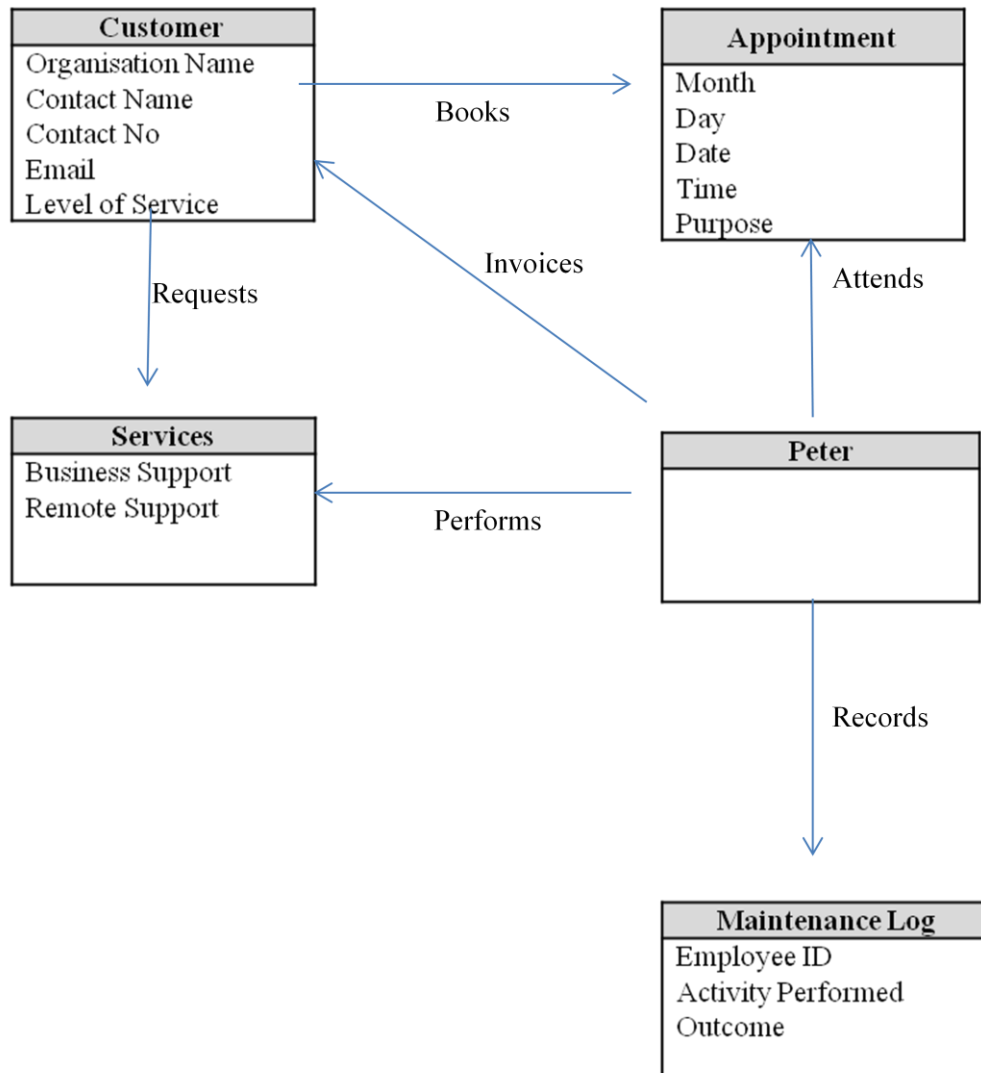 Customer
Organisation Name
Contact Name
Contact No
Email
Level of Service
Books
Appointment
Month
Day
Date
Time
Purpose
Invoices
Attends
Requests
Services
Business Support
Remote Support
Performs
Peter
Records
Maintenance Log
Employee ID
Activity Performed
Outcome